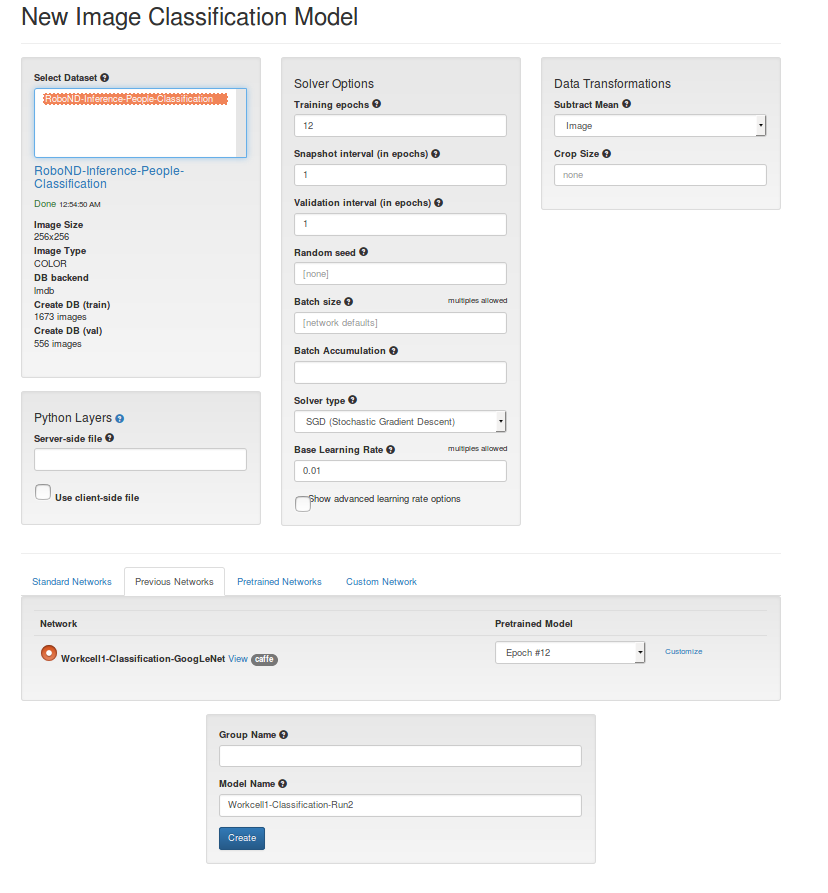 New Image Classification Model
Select Dataset
RoboND-Inference-People-Classification
RoboND-Inference-People-
Classification
Done 12:54:50 AM
Image Size
256x256
Image Type
COLOR
DB backend
lmdb
Create DB (train)
1673 images
Create DB (val)
556 images
Python Layers
Server-side file
Use client-side file
Solver Options
Training epochs
12
Snapshot interval (in epochs)
1
Validation interval (in epochs)
1
Random seed
[none]
Batch size multiples allowed
[network defaults]
Batch Accumulation
Solver type
SGD (Stochastic Gradient Descent)
Base Learning Rate multiples allowed
0.01
Show advanced learning rate options
Data Transformations
Subtract Mean
Image
Crop Size
none
Standard Networks Previous Networks Pretrained Networks Custom Network
Network Pretrained Model
Workcell1-Classification-GoogLeNet View caffe Epoch #12 Customize
Group Name
Model Name
Workcell1-Classification-Run2
Create